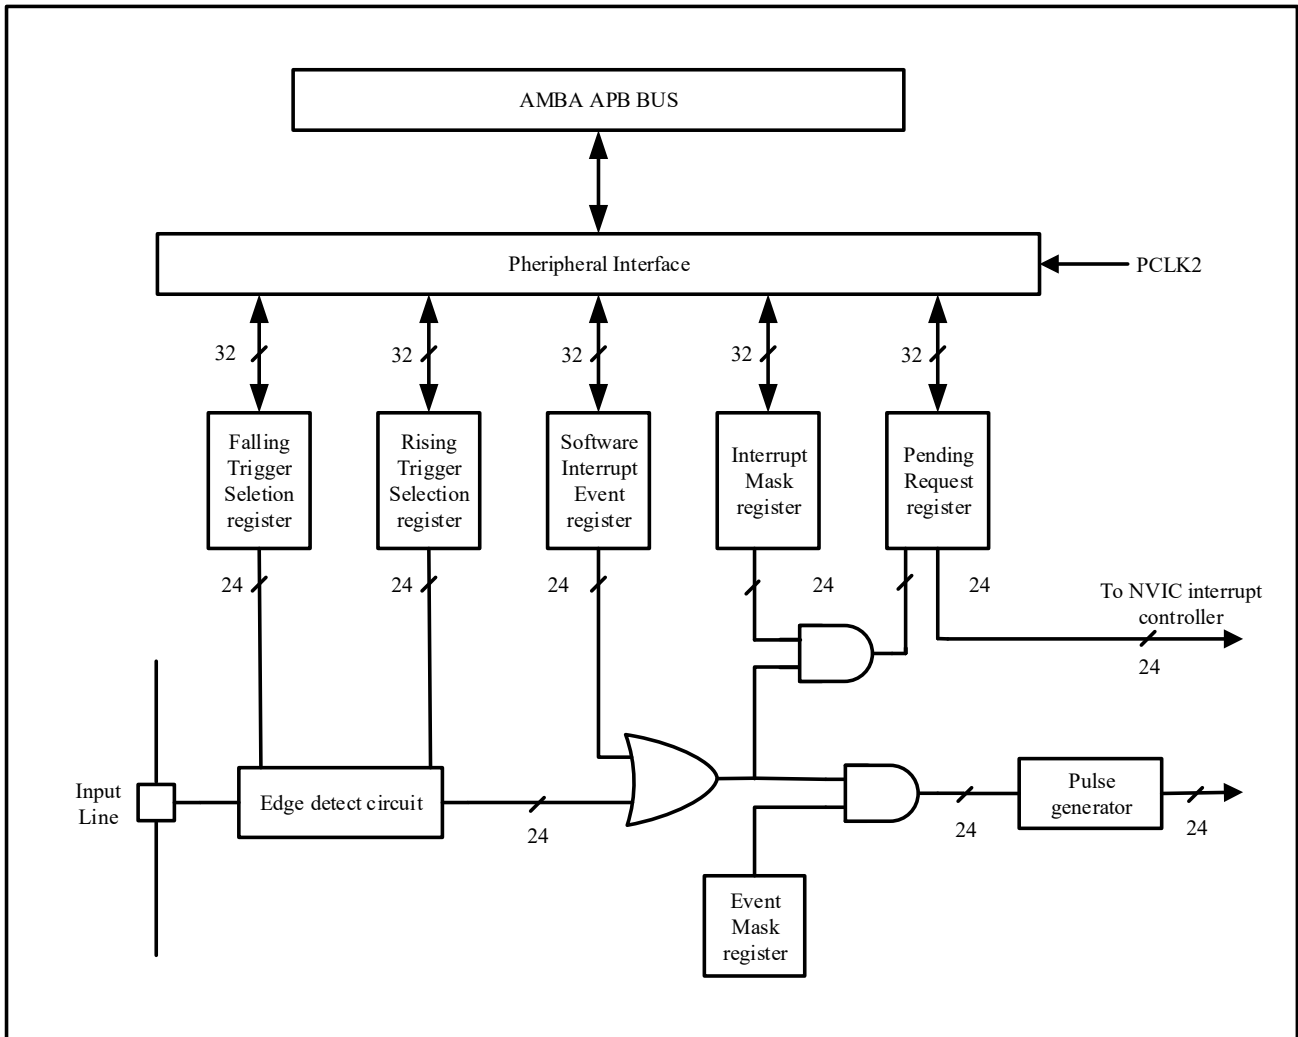 AMBA APB BUS
Pheripheral Interface
PCLK2
32
32
32
32
32
Falling
Trigger
Seletion
register
Rising
Trigger
Selection
register
Software
Interrupt
Event
register
Interrupt
Mask
register
Pending
Request
register
24
24
24
24
24
To NVIC interrupt
controller
24
Input
Line
Edge detect circuit
24
24
Pulse
generator
24
Event
Mask
register